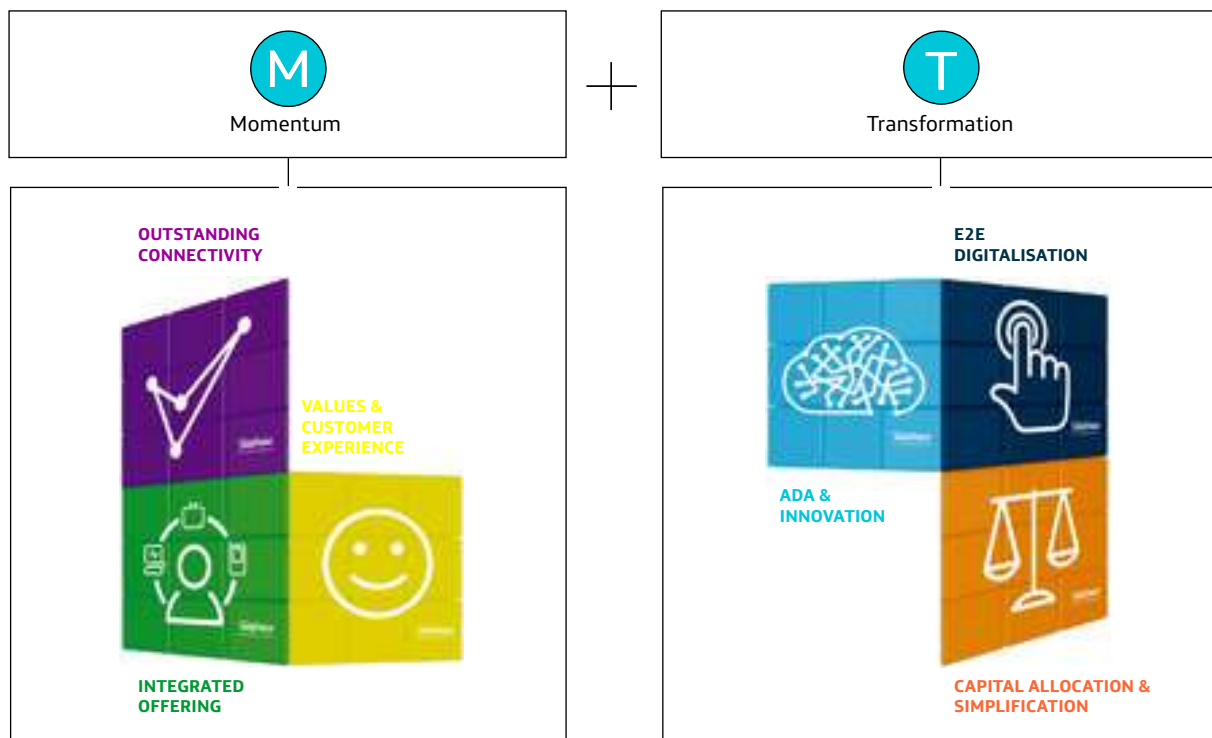 M
Momentum
T
Transformation
OUTSTANDING
CONNECTIVITY
VALUES &
CUSTOMER
EXPERIENCE
INTEGRATED
OFFERING
E2E
DIGITALISATION
ADA &
INNOVATION
CAPITAL ALLOCATION &
SIMPLIFICATION